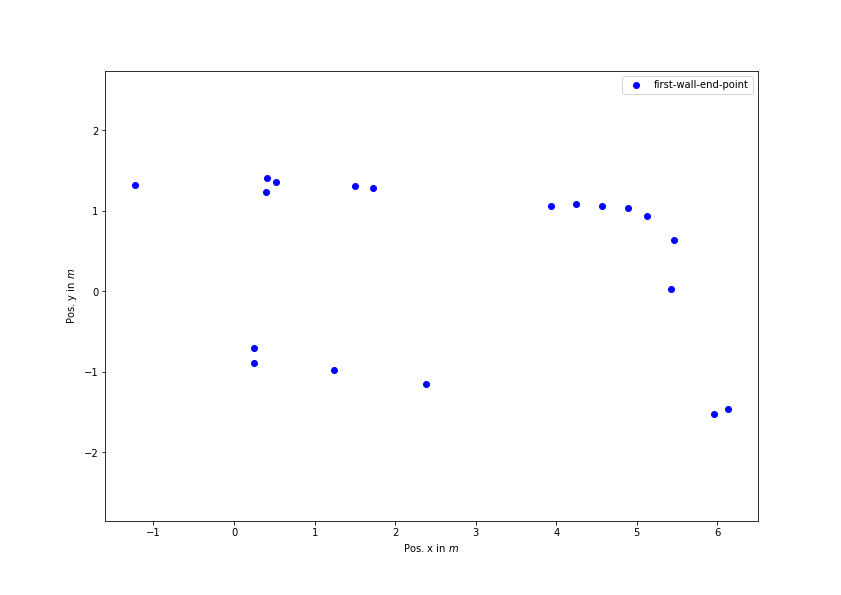 first-wall-end-point
Pos. y in m
2
1
0
−1
−2
−1 0 1 2 3 4 5 6
Pos. x in m